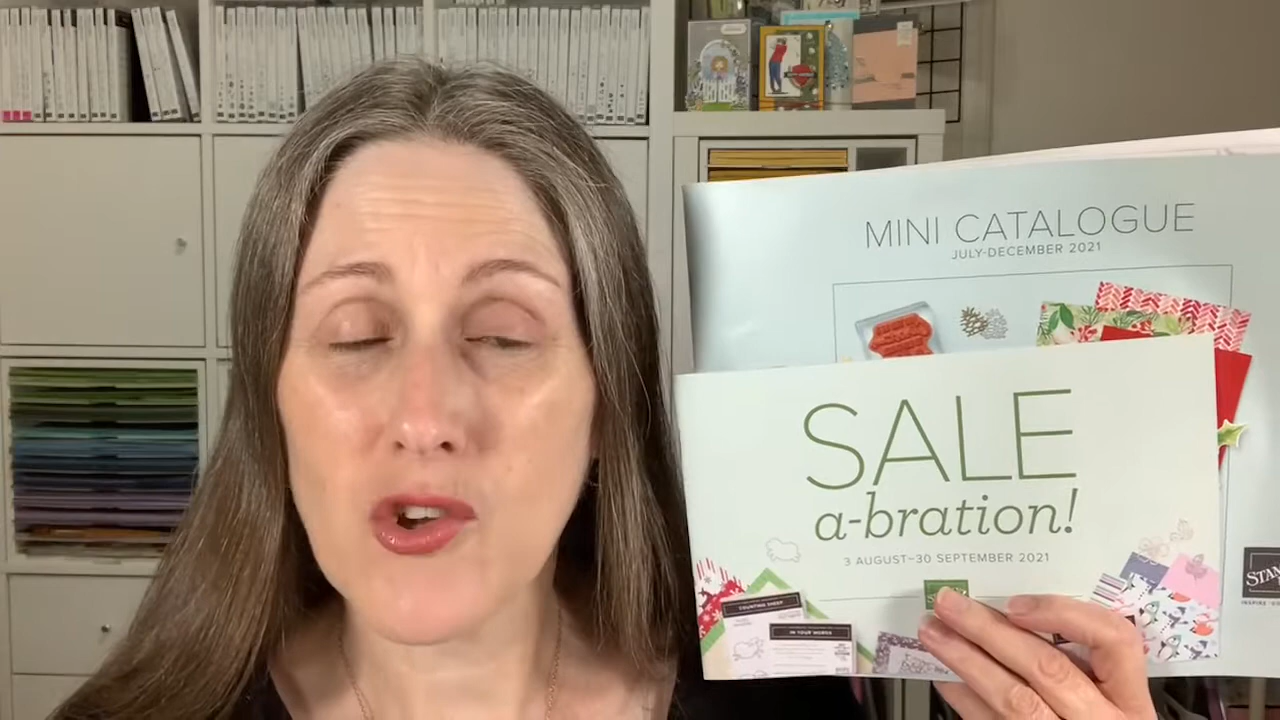 MINI CATALOGUE
JULY-DECEMBER 2021
SALE
a-bration!
3 AUGUST–30 SEPTEMBER 2021
COUNTING SHEEP
IN YOUR WORDS